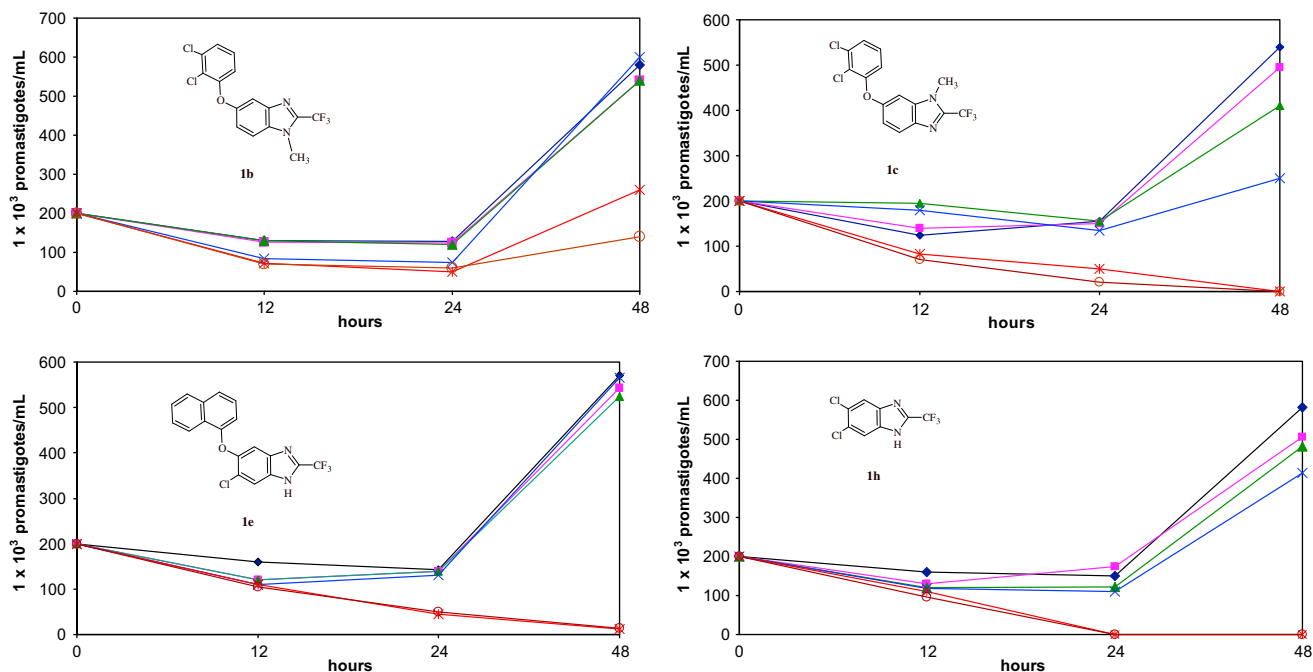 1 x 10³ promastigotes/mL
700
600
500
400
300
200
100
0
0 12 24 48
hours
Cl
Cl
O
N
CF₃
N
CH₃
1b
1 x 10³ promastigotes/mL
600
500
400
300
200
100
0
0 12 24 48
hours
Cl
Cl
CH₃
O
N
CF₃
N
1c
1 x 10³ promastigotes/mL
600
500
400
300
200
100
0
0 12 24 48
hours
O
N
CF₃
Cl
N
H
1e
1 x 10³ promastigotes/mL
700
600
500
400
300
200
100
0
0 12 24 48
hours
Cl
N
CF₃
Cl
N
H
1h